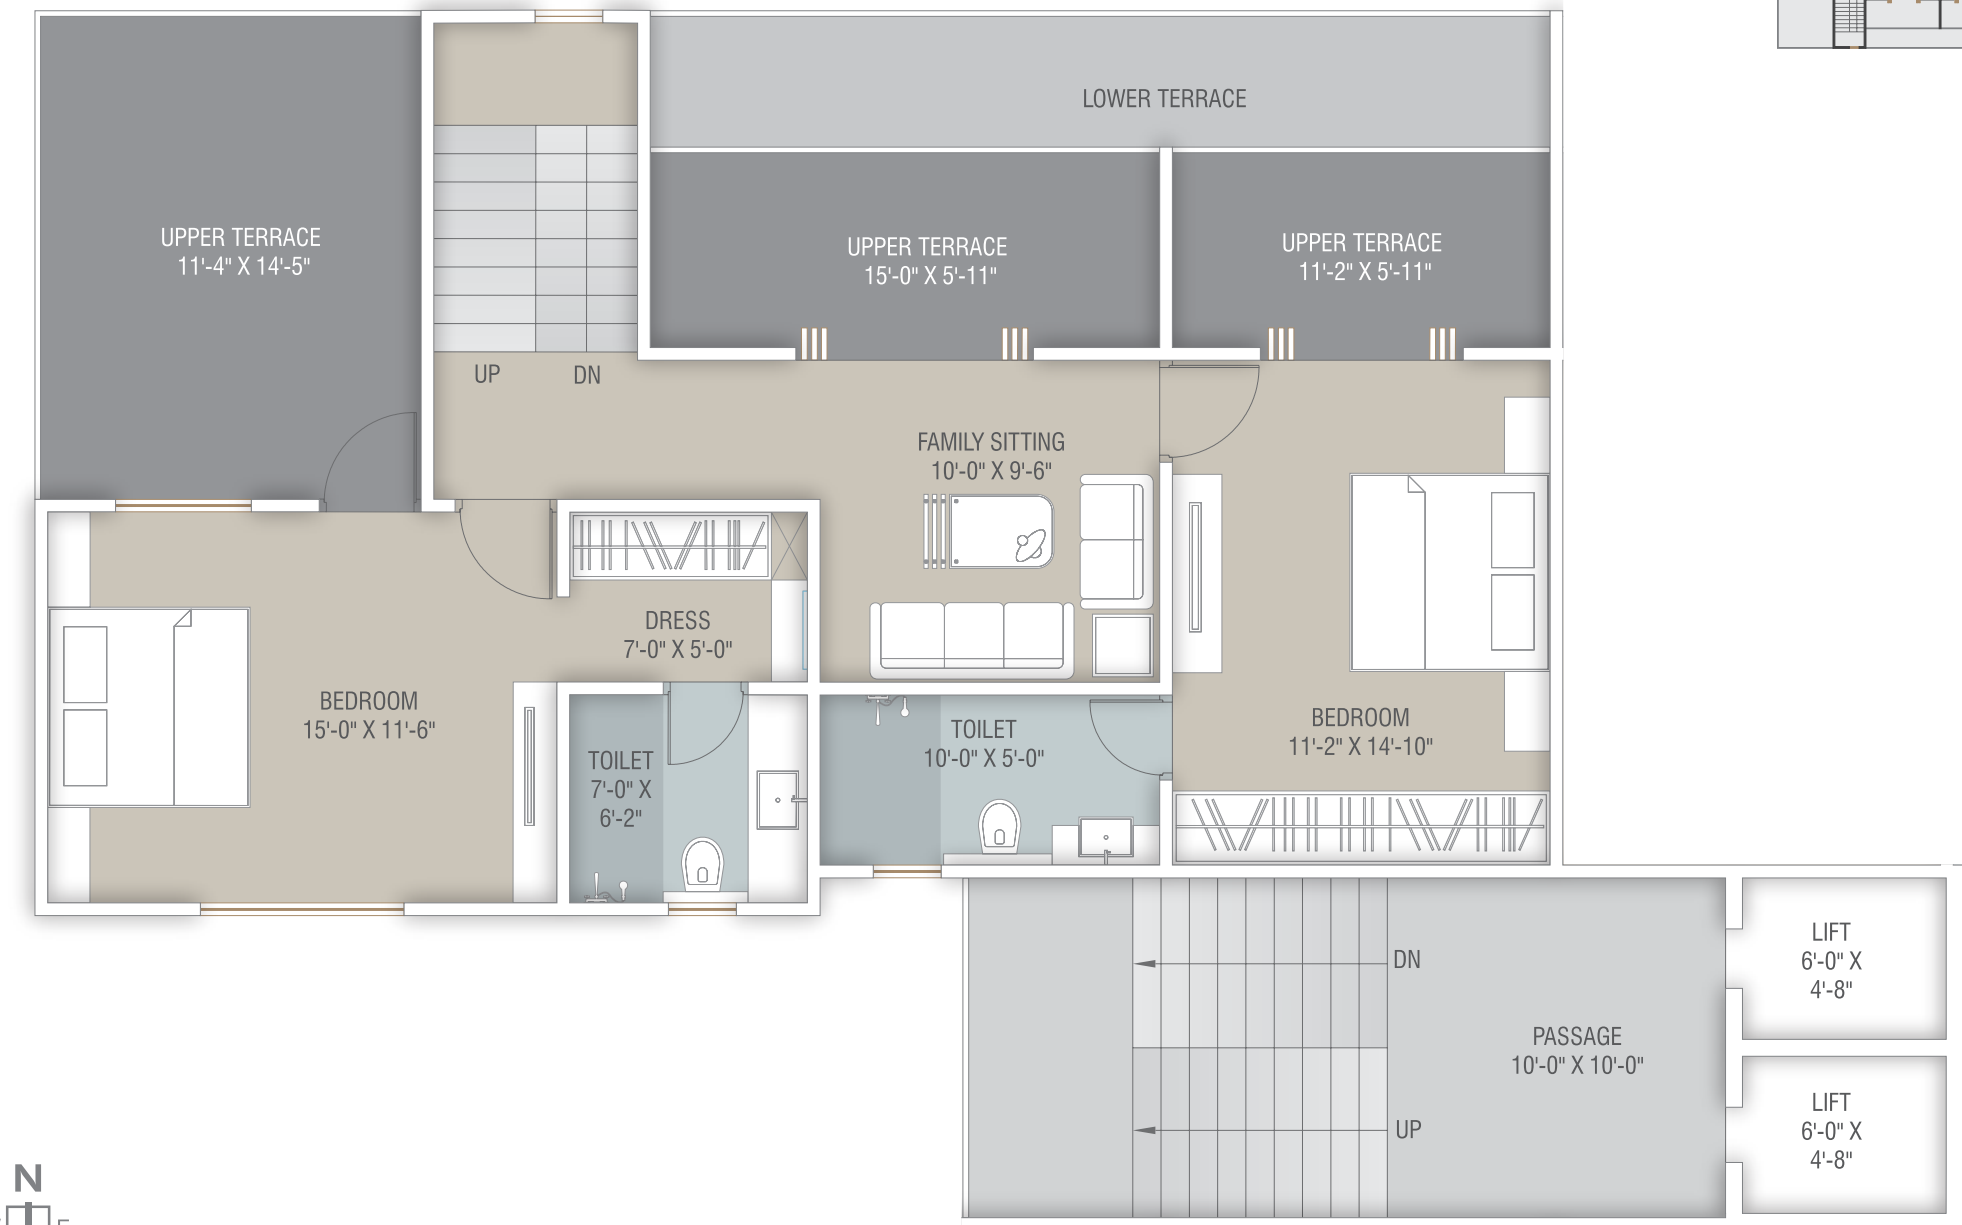 LOWER TERRACE
UPPER TERRACE
11'-4" X 14'-5"
UPPER TERRACE
15'-0" X 5'-11"
UPPER TERRACE
11'-2" X 5'-11"
UP
DN
FAMILY SITTING
10'-0" X 9'-6"
DRESS
7'-0" X 5'-0"
BEDROOM
15'-0" X 11'-6"
TOILET
7'-0" X
6'-2"
TOILET
10'-0" X 5'-0"
BEDROOM
11'-2" X 14'-10"
DN
UP
PASSAGE
10'-0" X 10'-0"
LIFT
6'-0" X
4'-8"
LIFT
6'-0" X
4'-8"
N